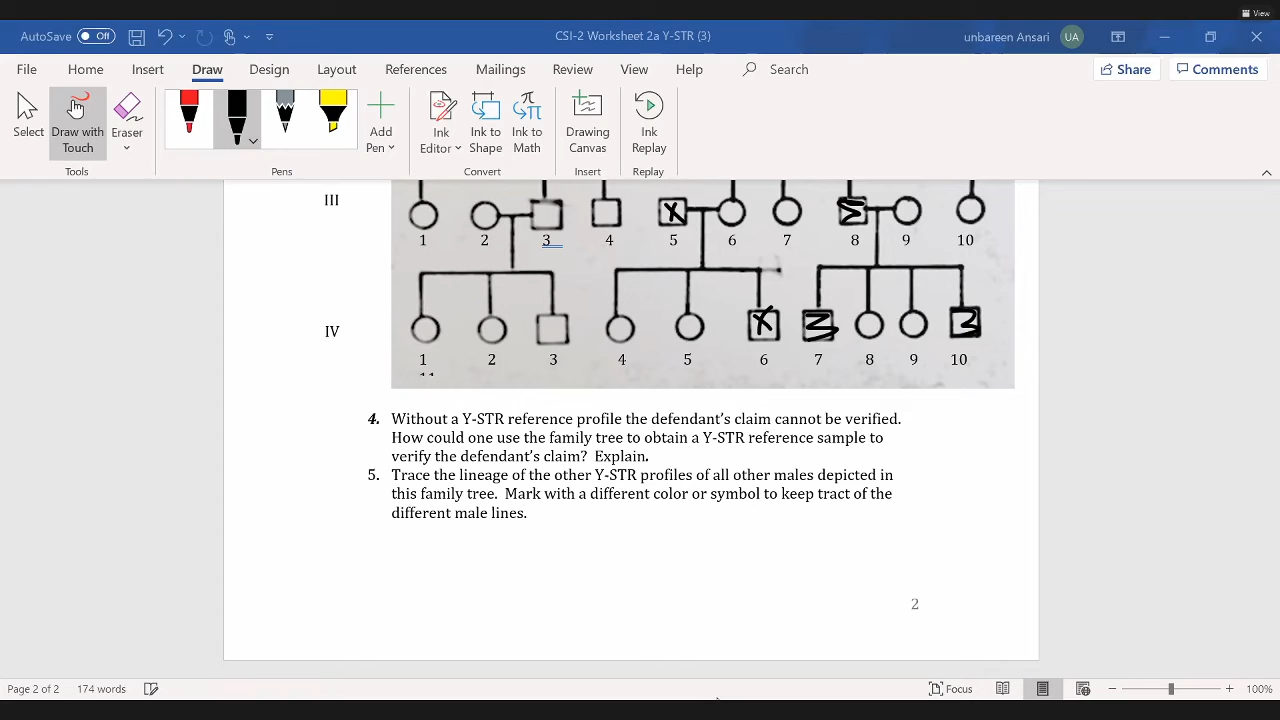 View
AutoSave Off CSI-2 Worksheet 2a Y-STR (3) unbareen Ansari UA
File Home Insert Draw Design Layout References Mailings Review View Help Search Share Comments
Select Draw with Touch Eraser Add Pen Ink Editor Ink to Shape Ink to Math Drawing Canvas Ink Replay
Tools Pens Convert Insert Replay
III
X
1 2 3 4 5 6 7 8 9 10
IV
X
1 2 3 4 5 6 7 8 9 10
4. Without a Y-STR reference profile the defendant's claim cannot be verified.
How could one use the family tree to obtain a Y-STR reference sample to
verify the defendant's claim? Explain.
5. Trace the lineage of the other Y-STR profiles of all other males depicted in
this family tree. Mark with a different color or symbol to keep tract of the
different male lines.
2
Page 2 of 2 174 words Focus 100%